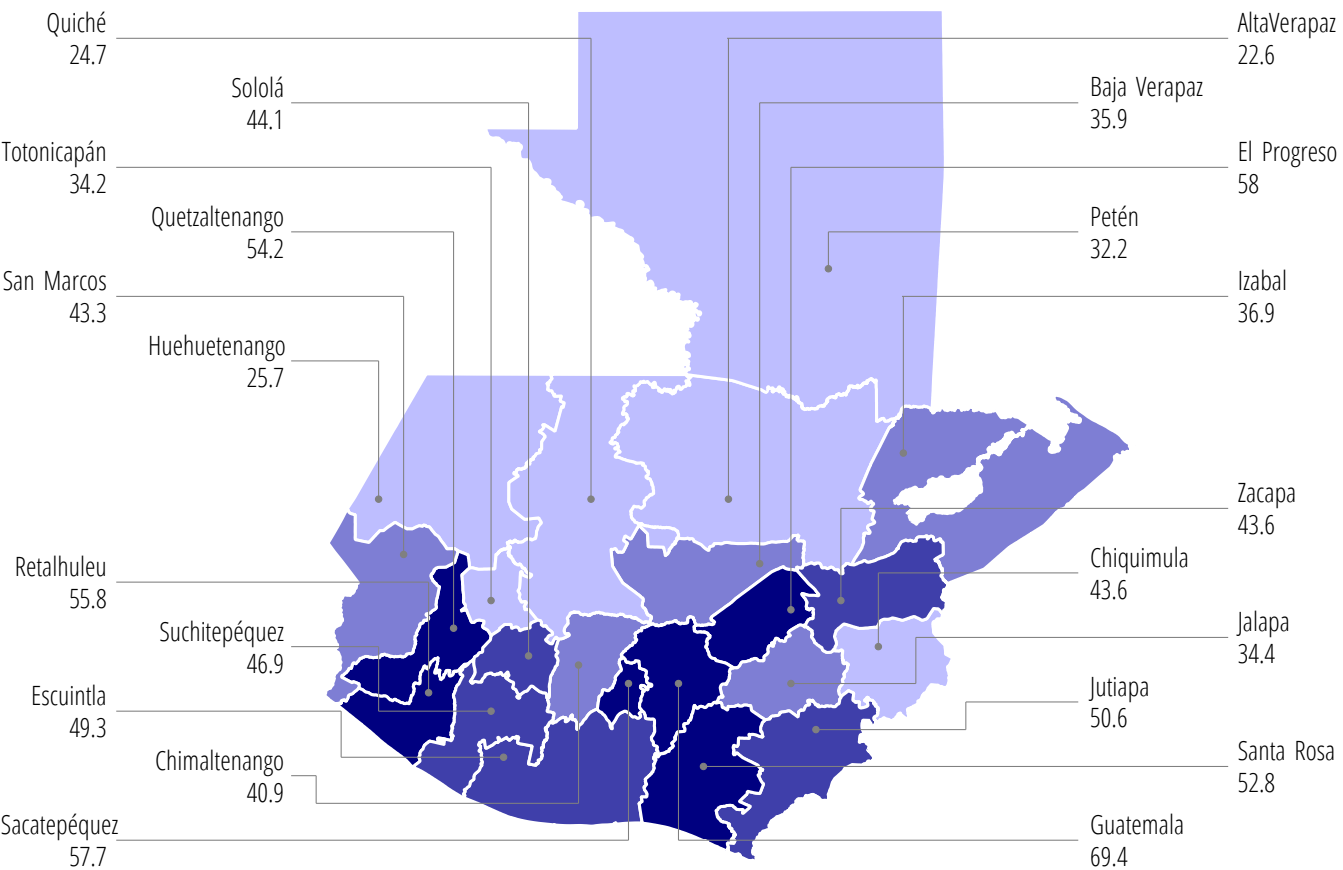 Quiché
24.7
Sololá
44.1
Totonicapán
34.2
Quetzaltenango
54.2
San Marcos
43.3
Huehuetenango
25.7
Retalhuleu
55.8
Suchitepéquez
46.9
Escuintla
49.3
Chimaltenango
40.9
Sacatepéquez
57.7
AltaVerapaz
22.6
Baja Verapaz
35.9
El Progreso
58
Petén
32.2
Izabal
36.9
Zacapa
43.6
Chiquimula
43.6
Jalapa
34.4
Jutiapa
50.6
Santa Rosa
52.8
Guatemala
69.4